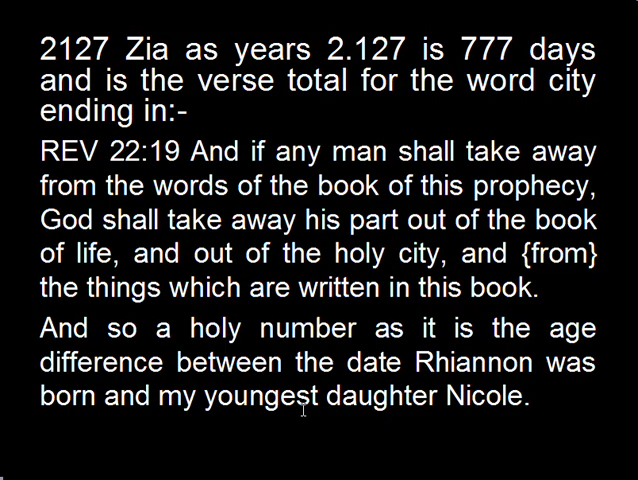 2127 Zia as years 2.127 is 777 days
and is the verse total for the word city
ending in:-
REV 22:19 And if any man shall take away
from the words of the book of this prophecy,
God shall take away his part out of the book
of life, and out of the holy city, and {from}
the things which are written in this book.
And so a holy number as it is the age
difference between the date Rhiannon was
born and my youngest daughter Nicole.